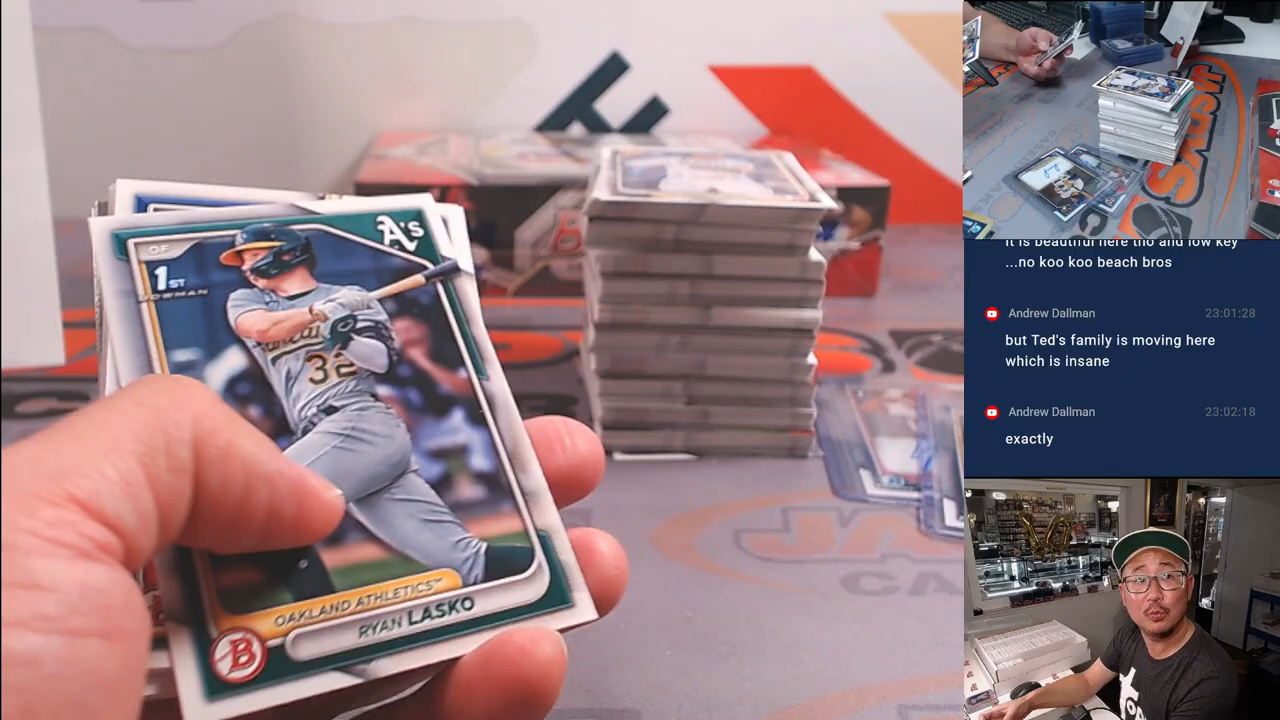 OF
A's
1ST
BOWMAN
32
OAKLAND ATHLETICS™
RYAN LASKO
B
it is beautiful here tho and low key
...no koo koo beach bros
Andrew Dallman
23:01:28
but Ted's family is moving here
which is insane
Andrew Dallman
23:02:18
exactly